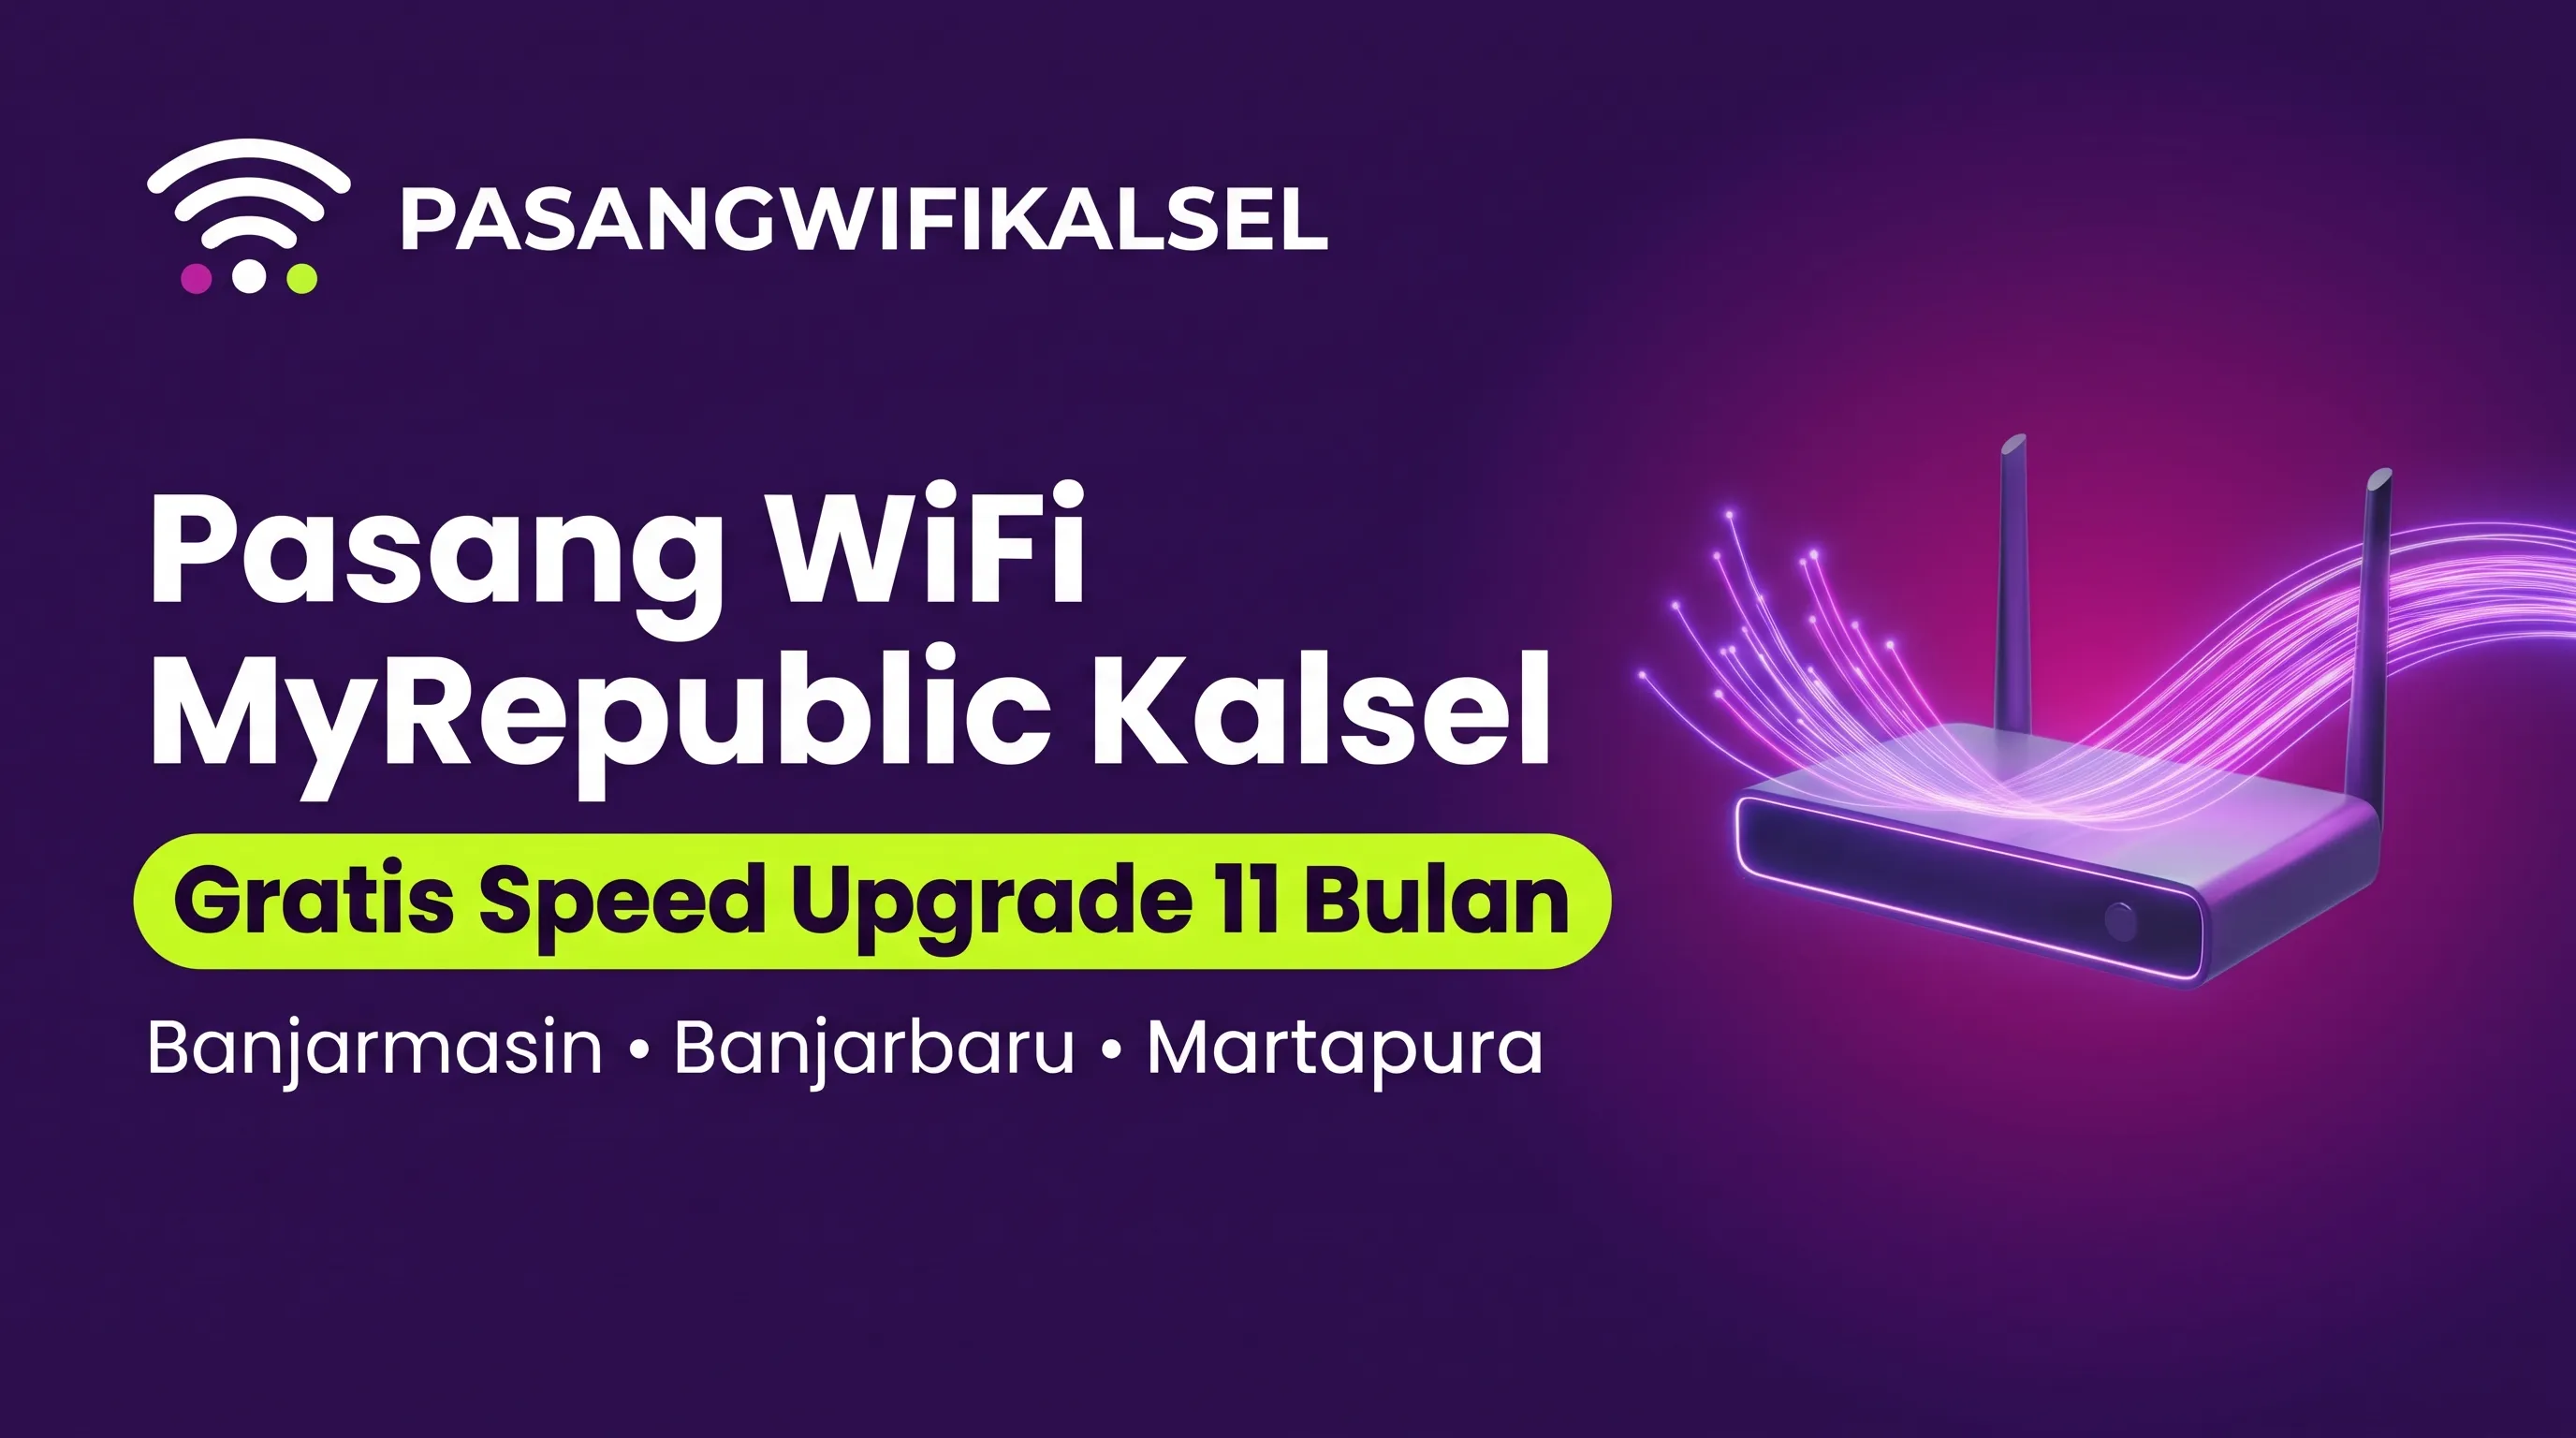 PASANGWIFIKALSEL
Pasang WiFi
MyRepublic Kalsel
Gratis Speed Upgrade 11 Bulan
Banjarmasin • Banjarbaru • Martapura